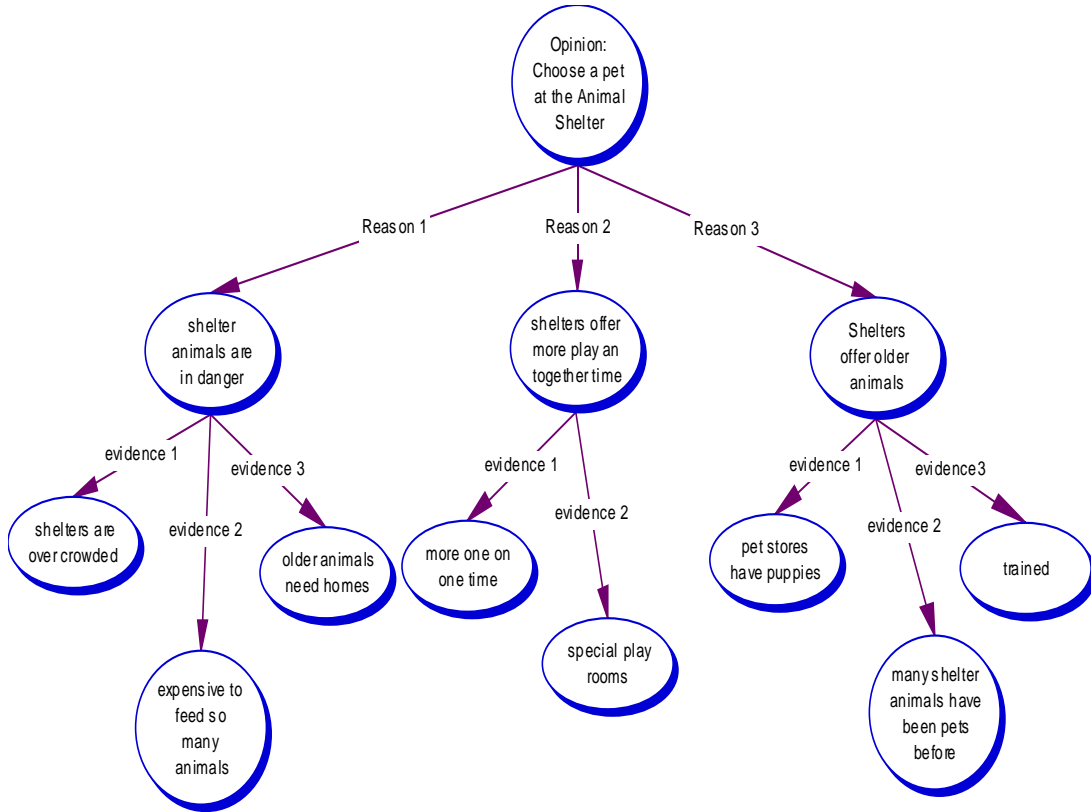 Opinion:
Choose a pet
at the Animal
Shelter
Reason 1
Reason 2
Reason 3
shelter
animals are
in danger
shelters offer
more play an
together time
Shelters
offer older
animals
evidence 1
evidence 2
evidence 3
evidence 1
evidence 2
evidence 1
evidence 2
evidence3
shelters are
over crowded
expensive to
feed so
many
animals
older animals
need homes
more one on
one time
special play
rooms
pet stores
have puppies
many shelter
animals have
been pets
before
trained